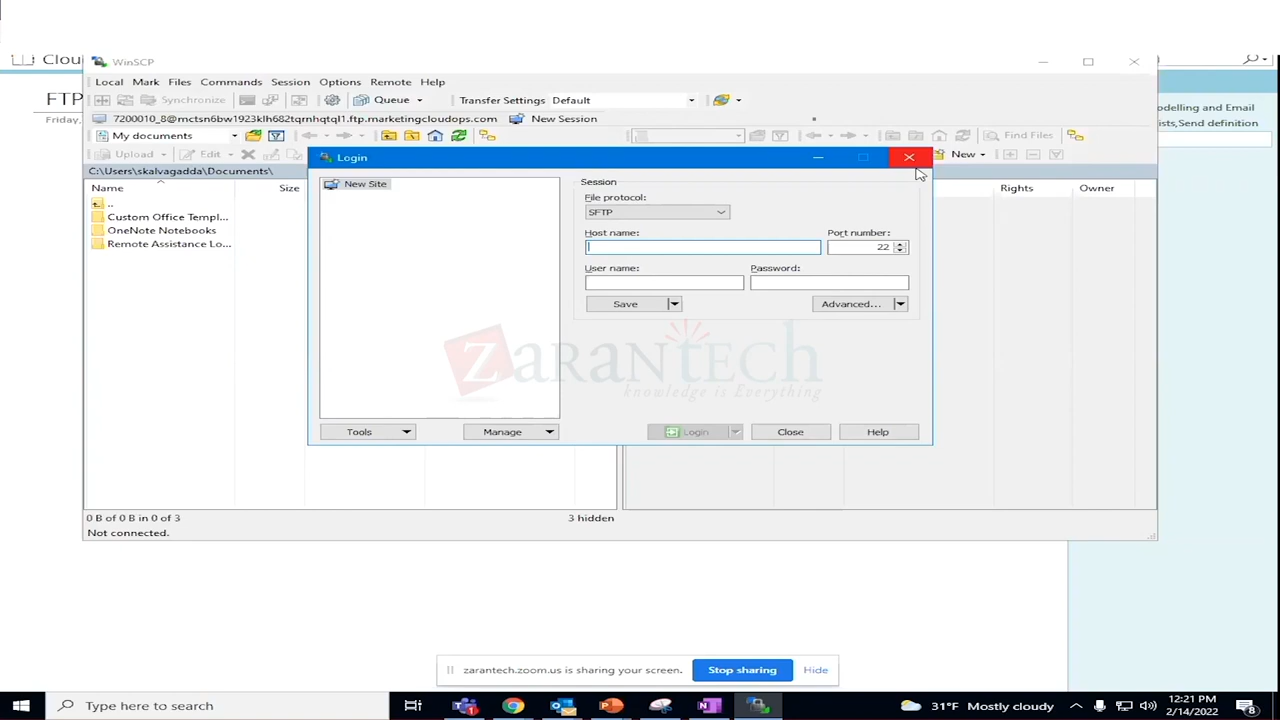 Clou
WinSCP
FTP
Friday,
Local Mark Files Commands Session Options Remote Help
Synchronize Queue Transfer Settings Default
7200010_8@mctsn6bw1923klh682tqrnhqtql1.ftp.marketingcloudops.com New Session
My documents Find Files
Upload Edit New
C:\Users\skalvagadda\Documents\
Name Size Rights Owner
..
Custom Office Templ...
OneNote Notebooks
Remote Assistance Lo...
Login
New Site
Session
File protocol:
SFTP
Host name: Port number:
22
User name: Password:
Save Advanced...
zarantech
knowledge is Everything
Tools Manage Login Close Help
0 B of 0 B in 0 of 3 3 hidden
Not connected.
odelling and Email
ists,Send definition
zarantech.zoom.us is sharing your screen. Stop sharing Hide
Type here to search
31°F Mostly cloudy
12:21 PM
2/14/2022
8